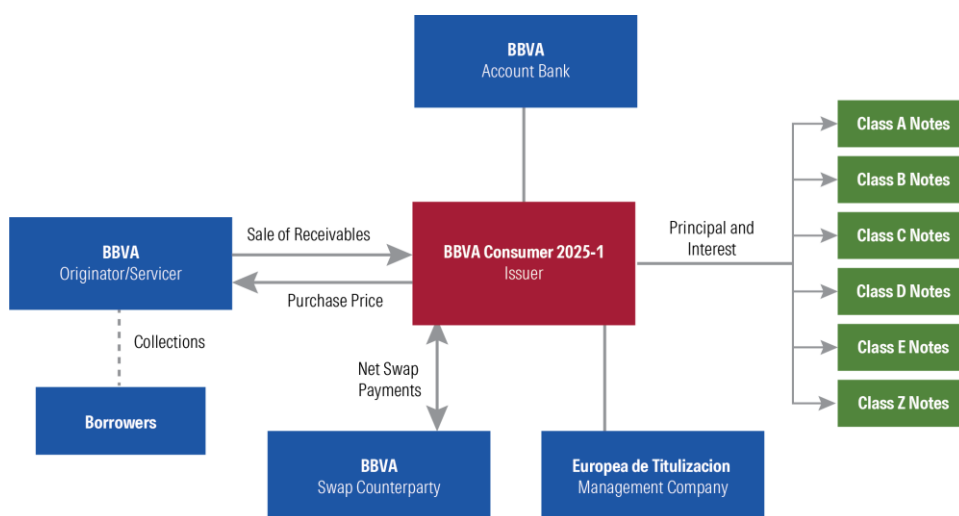 BBVA
Account Bank
Class A Notes
Class B Notes
Class C Notes
Class D Notes
Class E Notes
Class Z Notes
Principal and
Interest
BBVA Consumer 2025-1
Issuer
Sale of Receivables
Purchase Price
BBVA
Originator/Servicer
Collections
Borrowers
Net Swap
Payments
BBVA
Swap Counterparty
Europea de Titulizacion
Management Company